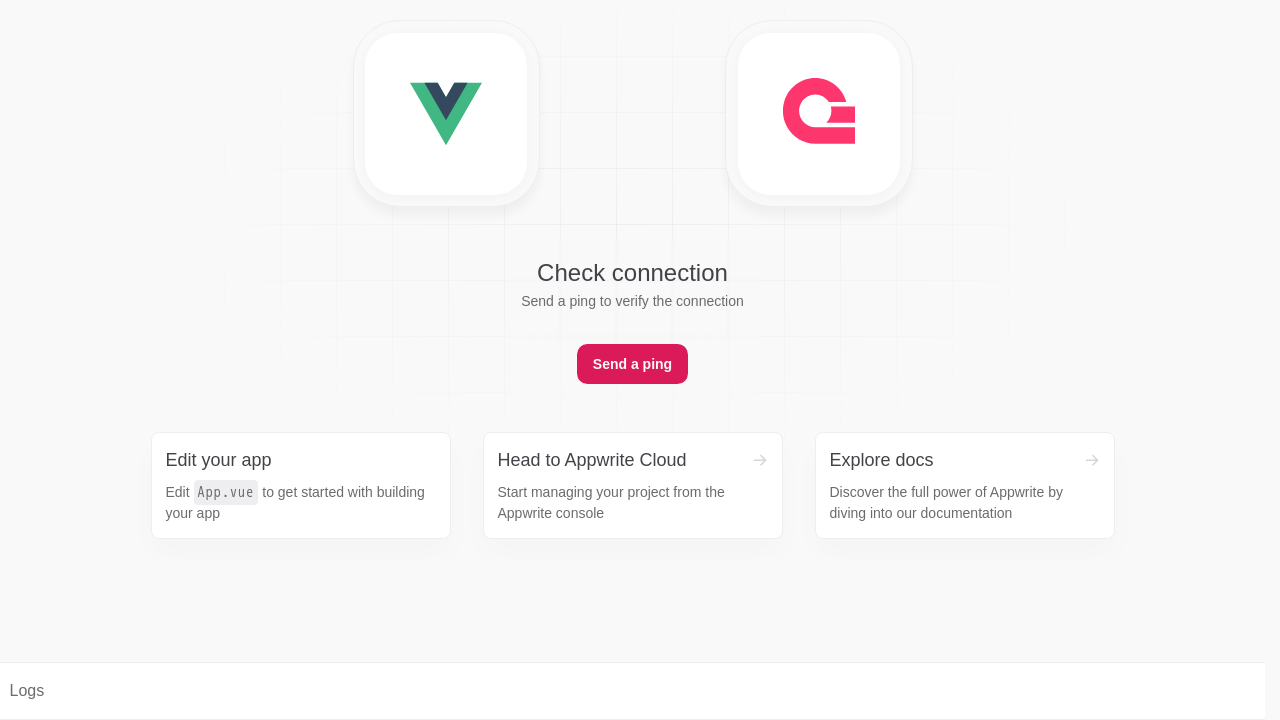 Check connection
Send a ping to verify the connection
Send a ping
Edit your app
Edit App.vue to get started with building
your app
Head to Appwrite Cloud
Start managing your project from the
Appwrite console
Explore docs
Discover the full power of Appwrite by
diving into our documentation
Logs